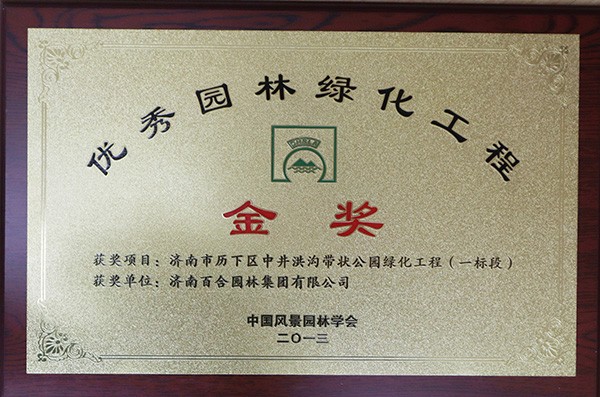 优秀园林绿化工程
金奖
获奖项目：济南市历下区中井洪沟带状公园绿化工程（一标段）
获奖单位：济南百合园林集团有限公司
中国风景园林学会
二〇一三